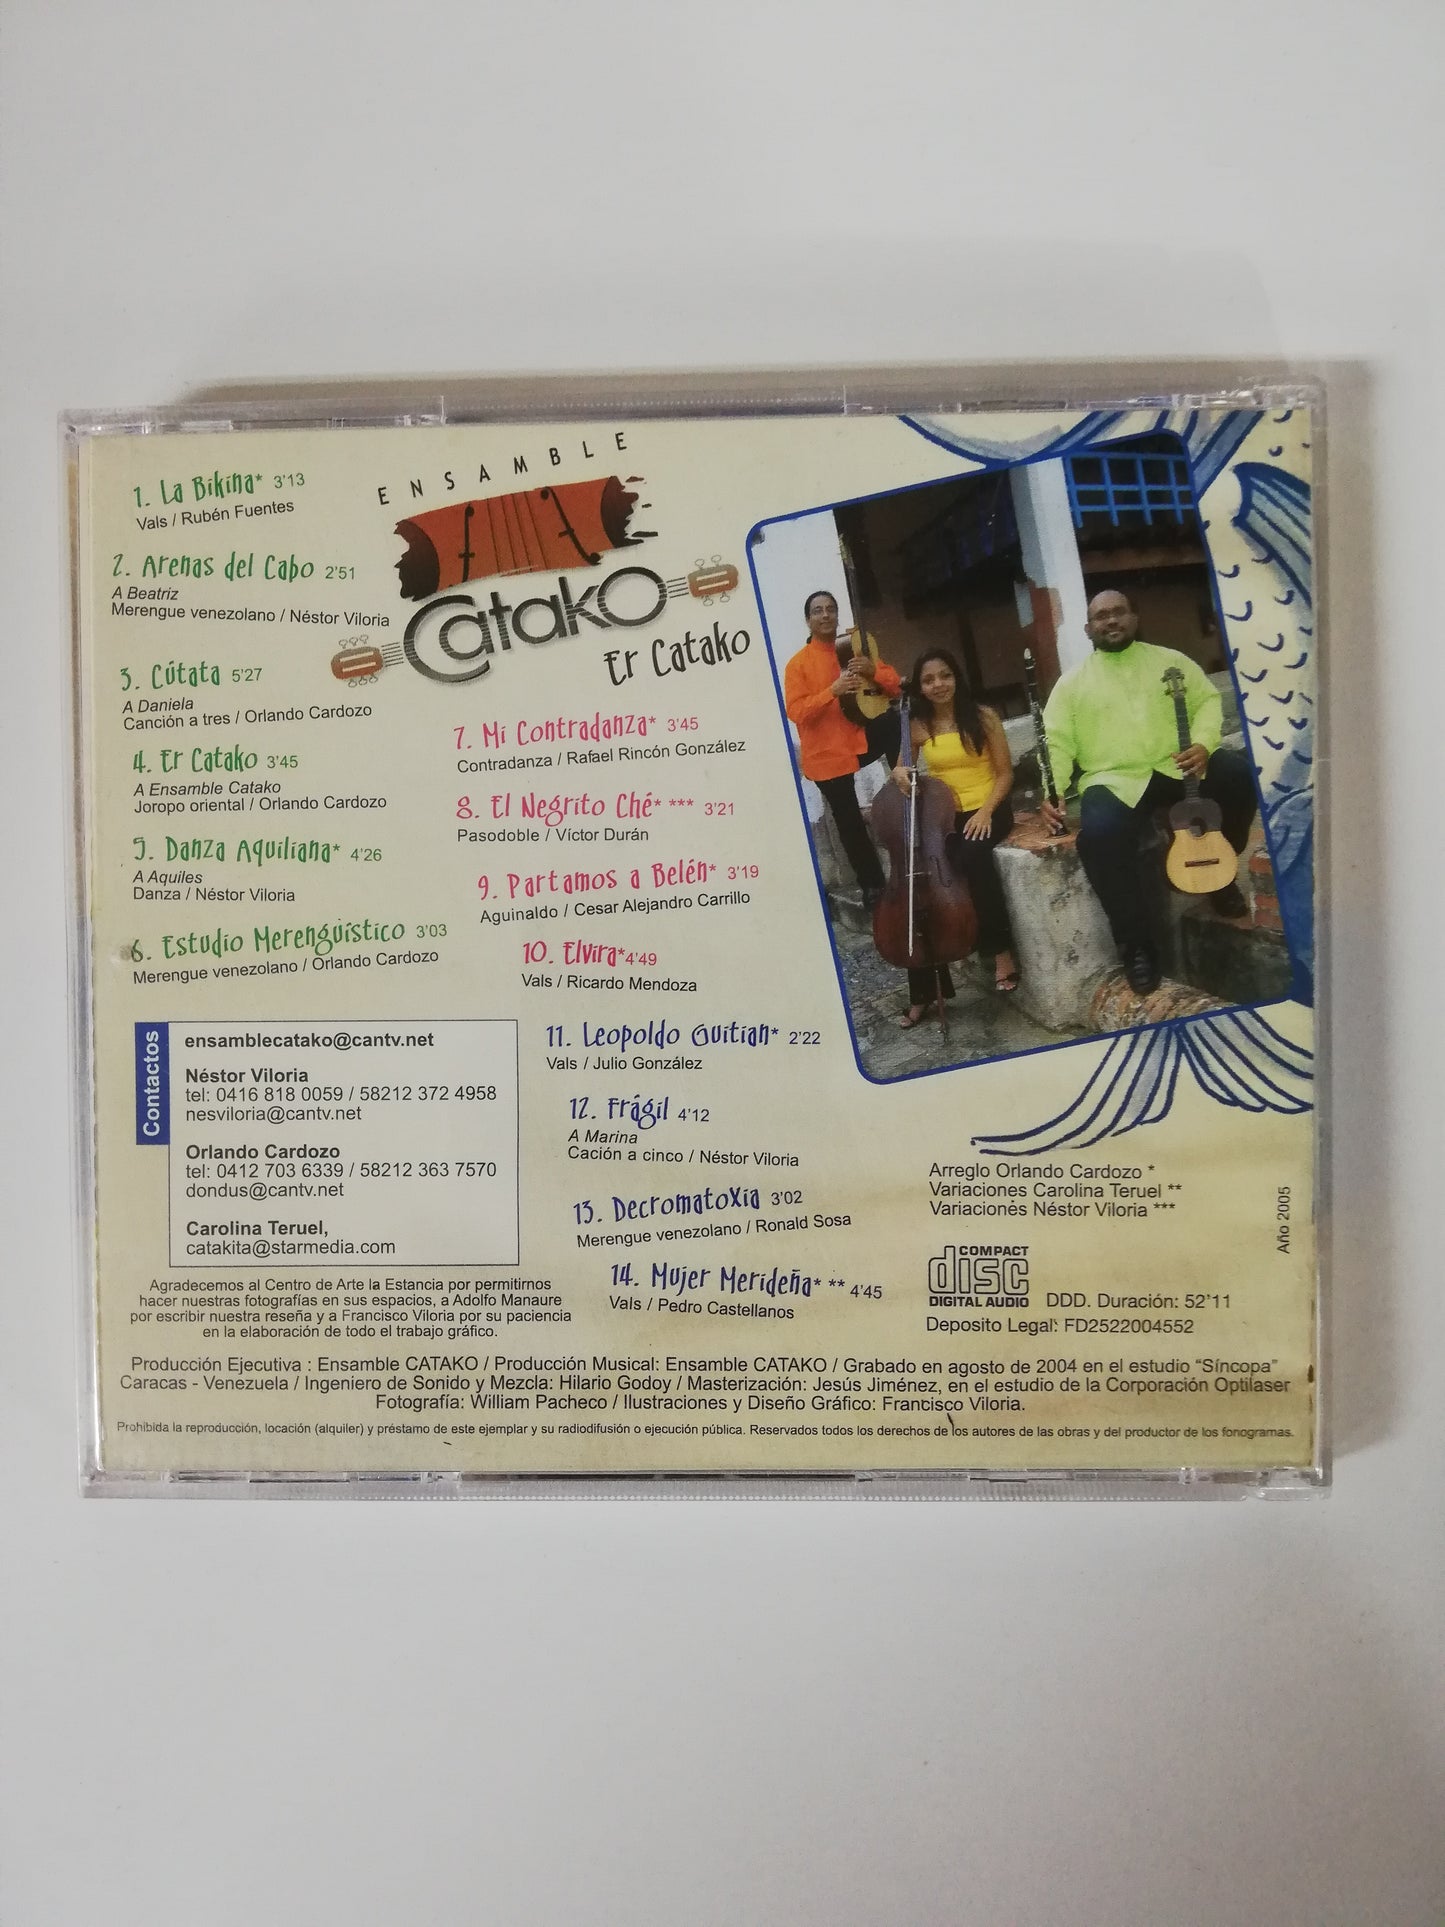 ENSAMBLE
Catako
Er Catako
1. La Bikina* 3'13
Vals / Rubén Fuentes
2. Arenas del Cabo 2'51
A Beatriz
Merengue venezolano / Néstor Viloria
3. Cútata 5'27
A Daniela
Canción a tres / Orlando Cardozo
4. Er Catako 3'45
A Ensamble Catako
Joropo oriental / Orlando Cardozo
5. Danza Aquiliana* 4'26
A Aquiles
Danza / Néstor Viloria
6. Estudio Merengüistico 3'03
Merengue venezolano / Orlando Cardozo
7. Mi Contradanza* 3'45
Contradanza / Rafael Rincón González
8. El Negrito Ché* *** 3'21
Pasodoble / Víctor Durán
9. Partamos a Belén* 3'19
Aguinaldo / Cesar Alejandro Carrillo
10. Elvira*4'49
Vals / Ricardo Mendoza
11. Leopoldo Guitian* 2'22
Vals / Julio González
12. Frágil 4'12
A Marina
Cación a cinco / Néstor Viloria
13. Decromatoxia 3'02
Merengue venezolano / Ronald Sosa
14. Mujer Merideña* ** 4'45
Vals / Pedro Castellanos
Contactos
ensamblecatako@cantv.net
Néstor Viloria
tel: 0416 818 0059 / 58212 372 4958
nesviloria@cantv.net
Orlando Cardozo
tel: 0412 703 6339 / 58212 363 7570
dondus@cantv.net
Carolina Teruel,
catakita@starmedia.com
Agradecemos al Centro de Arte la Estancia por permitirnos
hacer nuestras fotografías en sus espacios, a Adolfo Manaure
por escribir nuestra reseña y a Francisco Viloria por su paciencia
en la elaboración de todo el trabajo gráfico.
Arreglo Orlando Cardozo *
Variaciones Carolina Teruel **
Variaciones Néstor Viloria ***
Año 2005
COMPACT
disc
DIGITAL AUDIO
DDD. Duración: 52'11
Deposito Legal: FD2522004552
Producción Ejecutiva : Ensamble CATAKO / Producción Musical: Ensamble CATAKO / Grabado en agosto de 2004 en el estudio “Síncopa”
Caracas - Venezuela / Ingeniero de Sonido y Mezcla: Hilario Godoy / Masterización: Jesús Jiménez, en el estudio de la Corporación Optilaser
Fotografía: William Pacheco / Ilustraciones y Diseño Gráfico: Francisco Viloria.
Prohibida la reproducción, locación (alquiler) y préstamo de este ejemplar y su radiodifusión o ejecución pública. Reservados todos los derechos de los autores de las obras y del productor de los fonogramas.